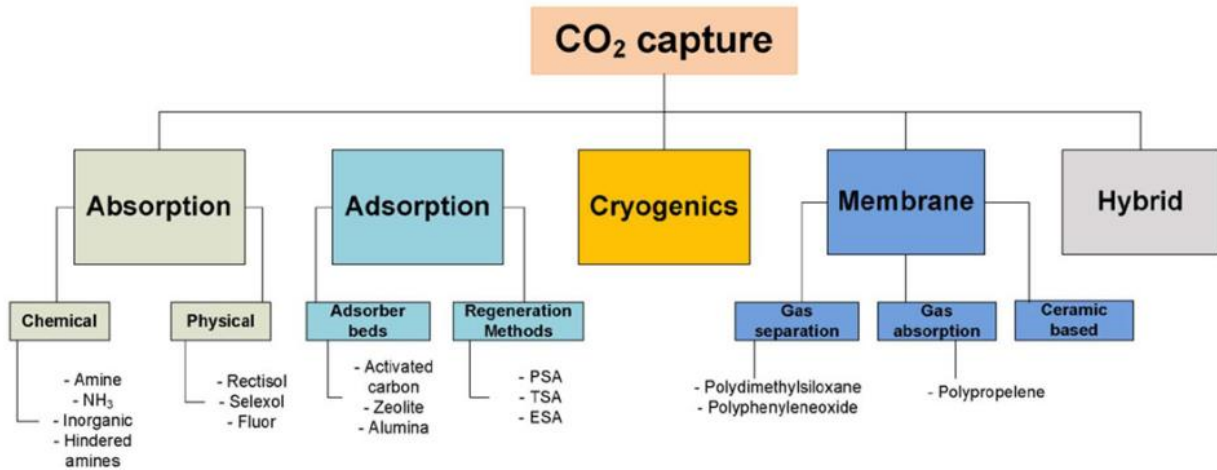 CO₂ capture
Absorption
Adsorption
Cryogenics
Membrane
Hybrid
Chemical
Physical
Adsorber
beds
Regeneration
Methods
Gas
separation
Gas
absorption
Ceramic
based
- Amine
- NH₃
- Inorganic
- Hindered
amines
- Rectisol
- Selexol
- Fluor
- Activated
carbon
- Zeolite
- Alumina
- PSA
- TSA
- ESA
- Polydimethylsiloxane
- Polyphenyleneoxide
- Polypropelene